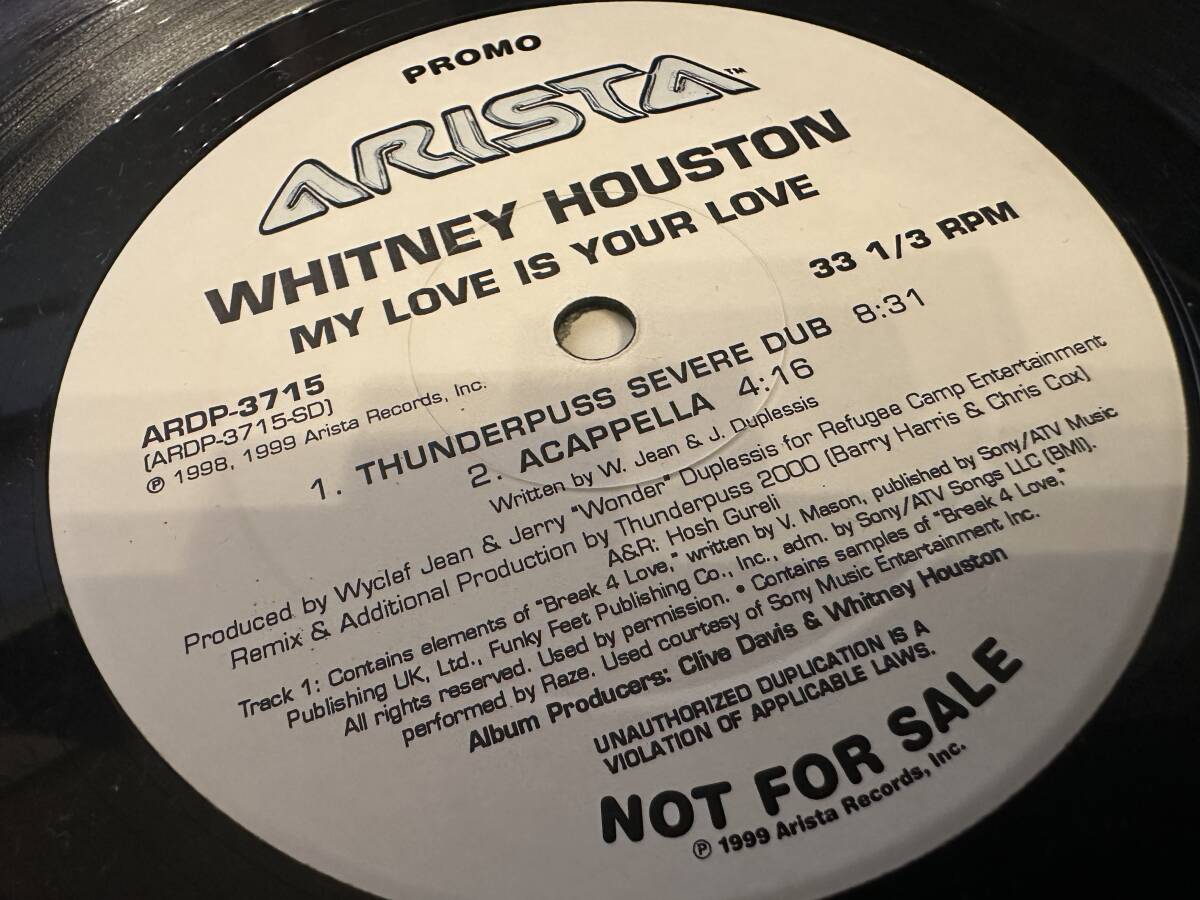 PROMO
ARISTA™
WHITNEY HOUSTON
MY LOVE IS YOUR LOVE
33 1/3 RPM
ARDP-3715
(ARDP-3715-SD)
℗ 1998, 1999 Arista Records, Inc.
1. THUNDERPUSS SEVERE DUB 8:31
2. ACAPPELLA 4:16
Written by W. Jean & J. Duplessis
Produced by Wyclef Jean & Jerry "Wonder" Duplessis for Refugee Camp Entertainment
Remix & Additional Production by Thunderpuss 2000 (Barry Harris & Chris Cox)
A&R: Hosh Gureli
Track 1: Contains elements of "Break 4 Love," written by V. Mason, published by Sony/ATV Music
Publishing UK, Ltd., Funky Feet Publishing Co., Inc., adm. by Sony/ATV Songs LLC (BMI).
All rights reserved. Used by permission. • Contains samples of "Break 4 Love,"
performed by Raze. Used courtesy of Sony Music Entertainment Inc.
Album Producers: Clive Davis & Whitney Houston
UNAUTHORIZED DUPLICATION IS A
VIOLATION OF APPLICABLE LAWS.
NOT FOR SALE
℗ 1999 Arista Records, Inc.